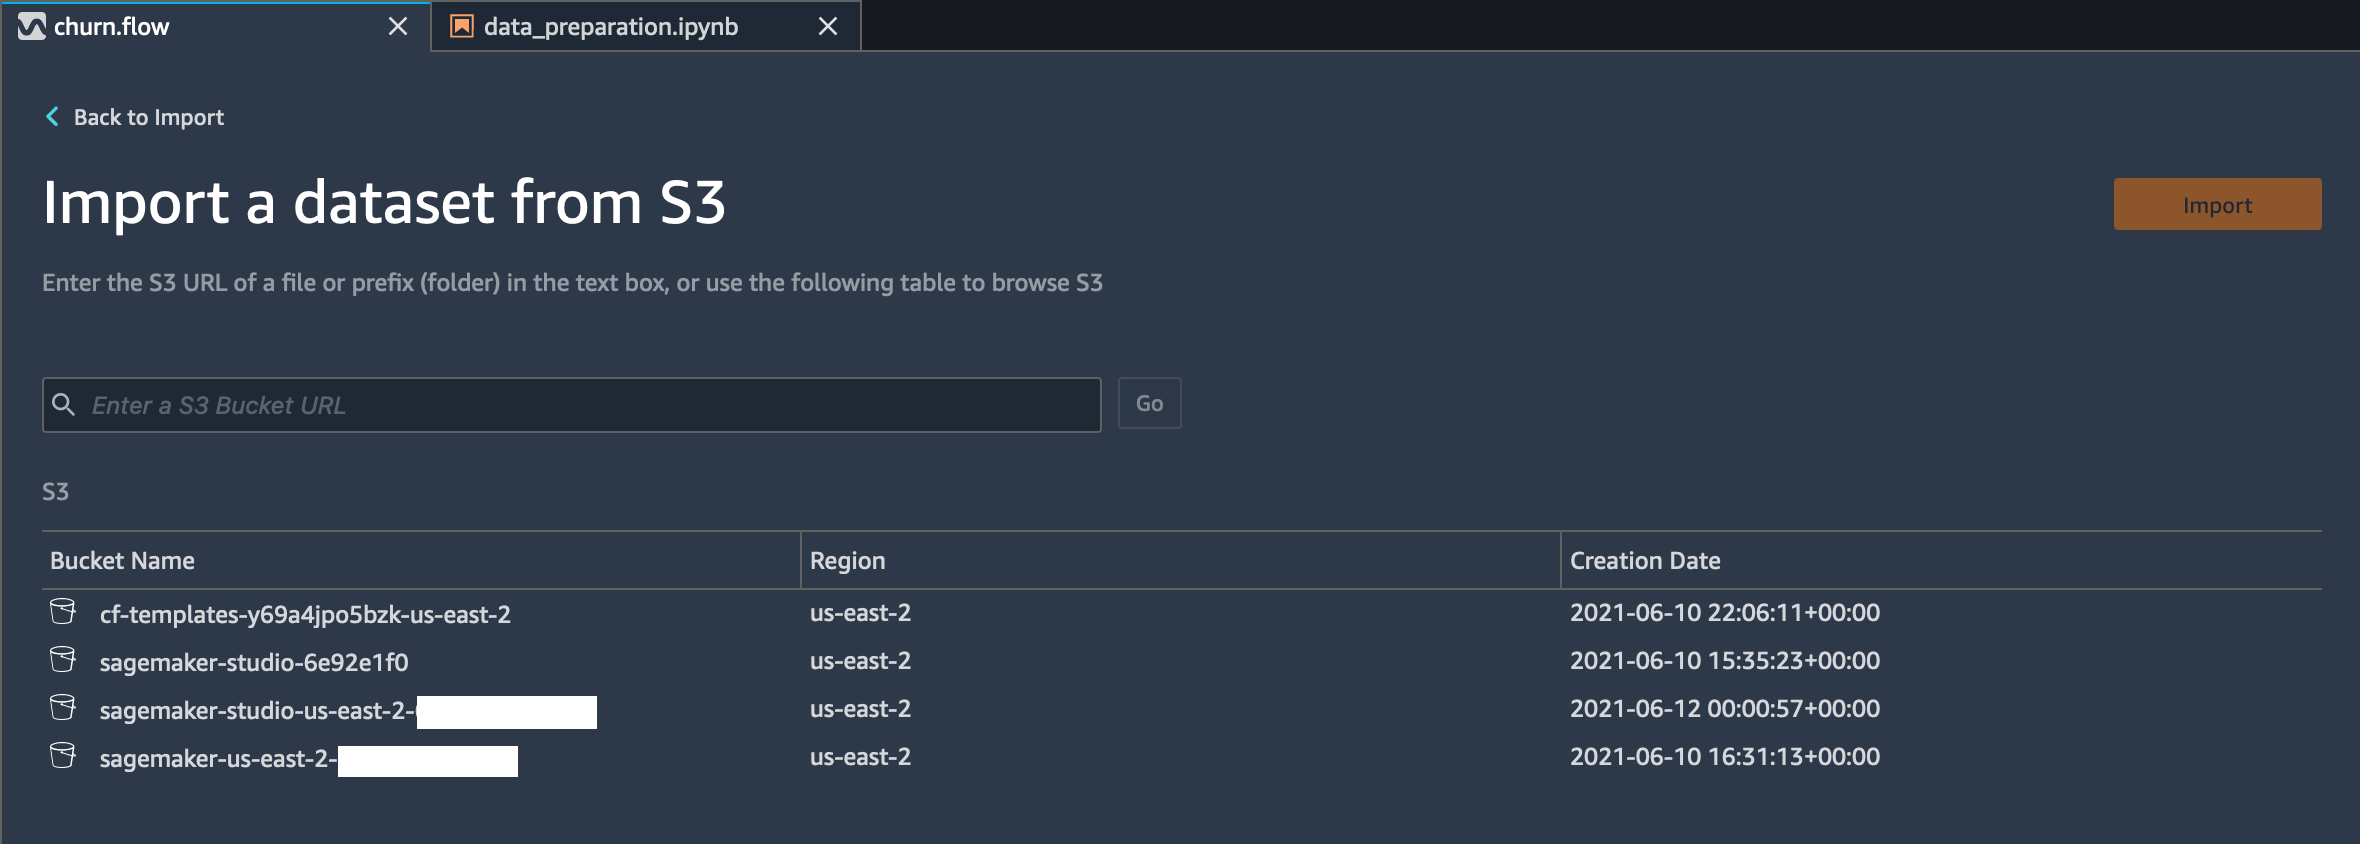 churn.flow
data_preparation.ipynb
Back to Import
Import a dataset from S3
Import
Enter the S3 URL of a file or prefix (folder) in the text box, or use the following table to browse S3
Enter a S3 Bucket URL
Go
S3
Bucket Name Region Creation Date
cf-templates-y69a4jpo5bzk-us-east-2 us-east-2 2021-06-10 22:06:11+00:00
sagemaker-studio-6e92e1f0 us-east-2 2021-06-10 15:35:23+00:00
sagemaker-studio-us-east-2- us-east-2 2021-06-12 00:00:57+00:00
sagemaker-us-east-2- us-east-2 2021-06-10 16:31:13+00:00